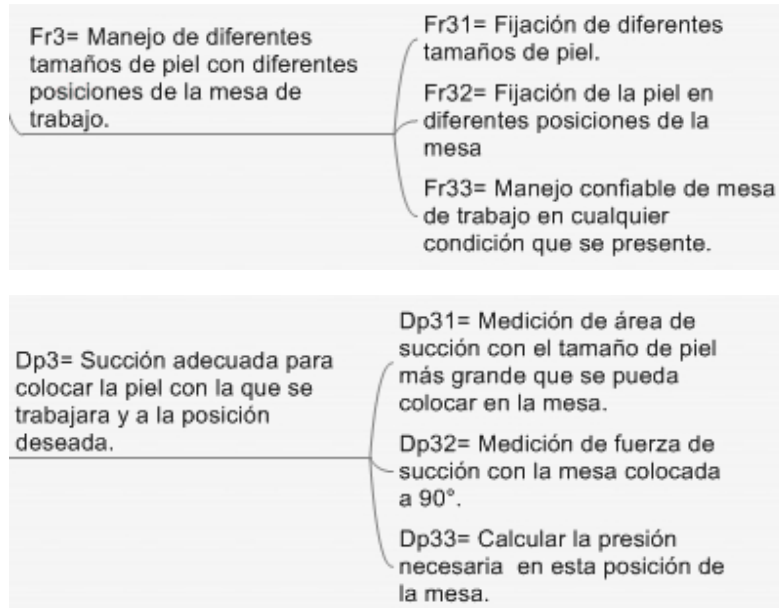 Fr3= Manejo de diferentes
tamaños de piel con diferentes
posiciones de la mesa de
trabajo.
Fr31= Fijación de diferentes
tamaños de piel.
Fr32= Fijación de la piel en
diferentes posiciones de la
mesa
Fr33= Manejo confiable de mesa
de trabajo en cualquier
condición que se presente.
Dp3= Succión adecuada para
colocar la piel con la que se
trabajara y a la posición
deseada.
Dp31= Medición de área de
succión con el tamaño de piel
más grande que se pueda
colocar en la mesa.
Dp32= Medición de fuerza de
succión con la mesa colocada
a 90°.
Dp33= Calcular la presión
necesaria en esta posición de
la mesa.